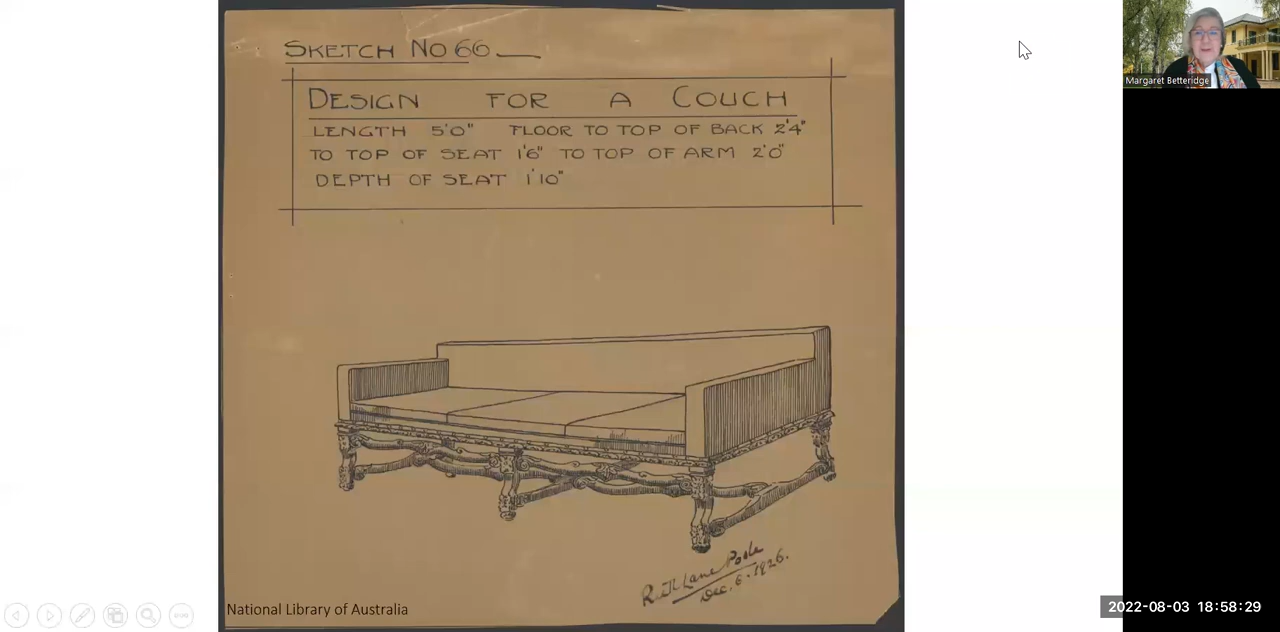 SKETCH NO 66
DESIGN FOR A COUCH
LENGTH 5'0" FLOOR TO TOP OF BACK 2'4"
TO TOP OF SEAT 1'6" TO TOP OF ARM 2'0"
DEPTH OF SEAT 1'10"
Ruth Lane Poole
Dec. 6. 1926.
National Library of Australia
Margaret Betteridge
2022-08-03 18:58:29